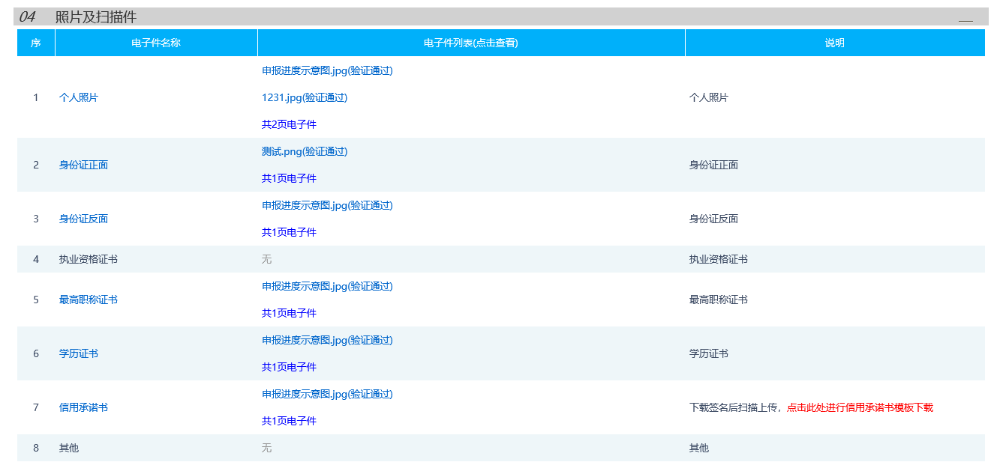 04 照片及扫描件
序 电子件名称 电子件列表(点击查看) 说明
申报进度示意图.jpg(验证通过)
1 个人照片 1231.jpg(验证通过) 个人照片
共2页电子件
测试.png(验证通过)
2 身份证正面 身份证正面
共1页电子件
申报进度示意图.jpg(验证通过)
3 身份证反面 身份证反面
共1页电子件
4 执业资格证书 无 执业资格证书
申报进度示意图.jpg(验证通过)
5 最高职称证书 最高职称证书
共1页电子件
申报进度示意图.jpg(验证通过)
6 学历证书 学历证书
共1页电子件
申报进度示意图.jpg(验证通过)
7 信用承诺书 下载签名后扫描上传，点击此处进行信用承诺书模板下载
共1页电子件
8 其他 无 其他